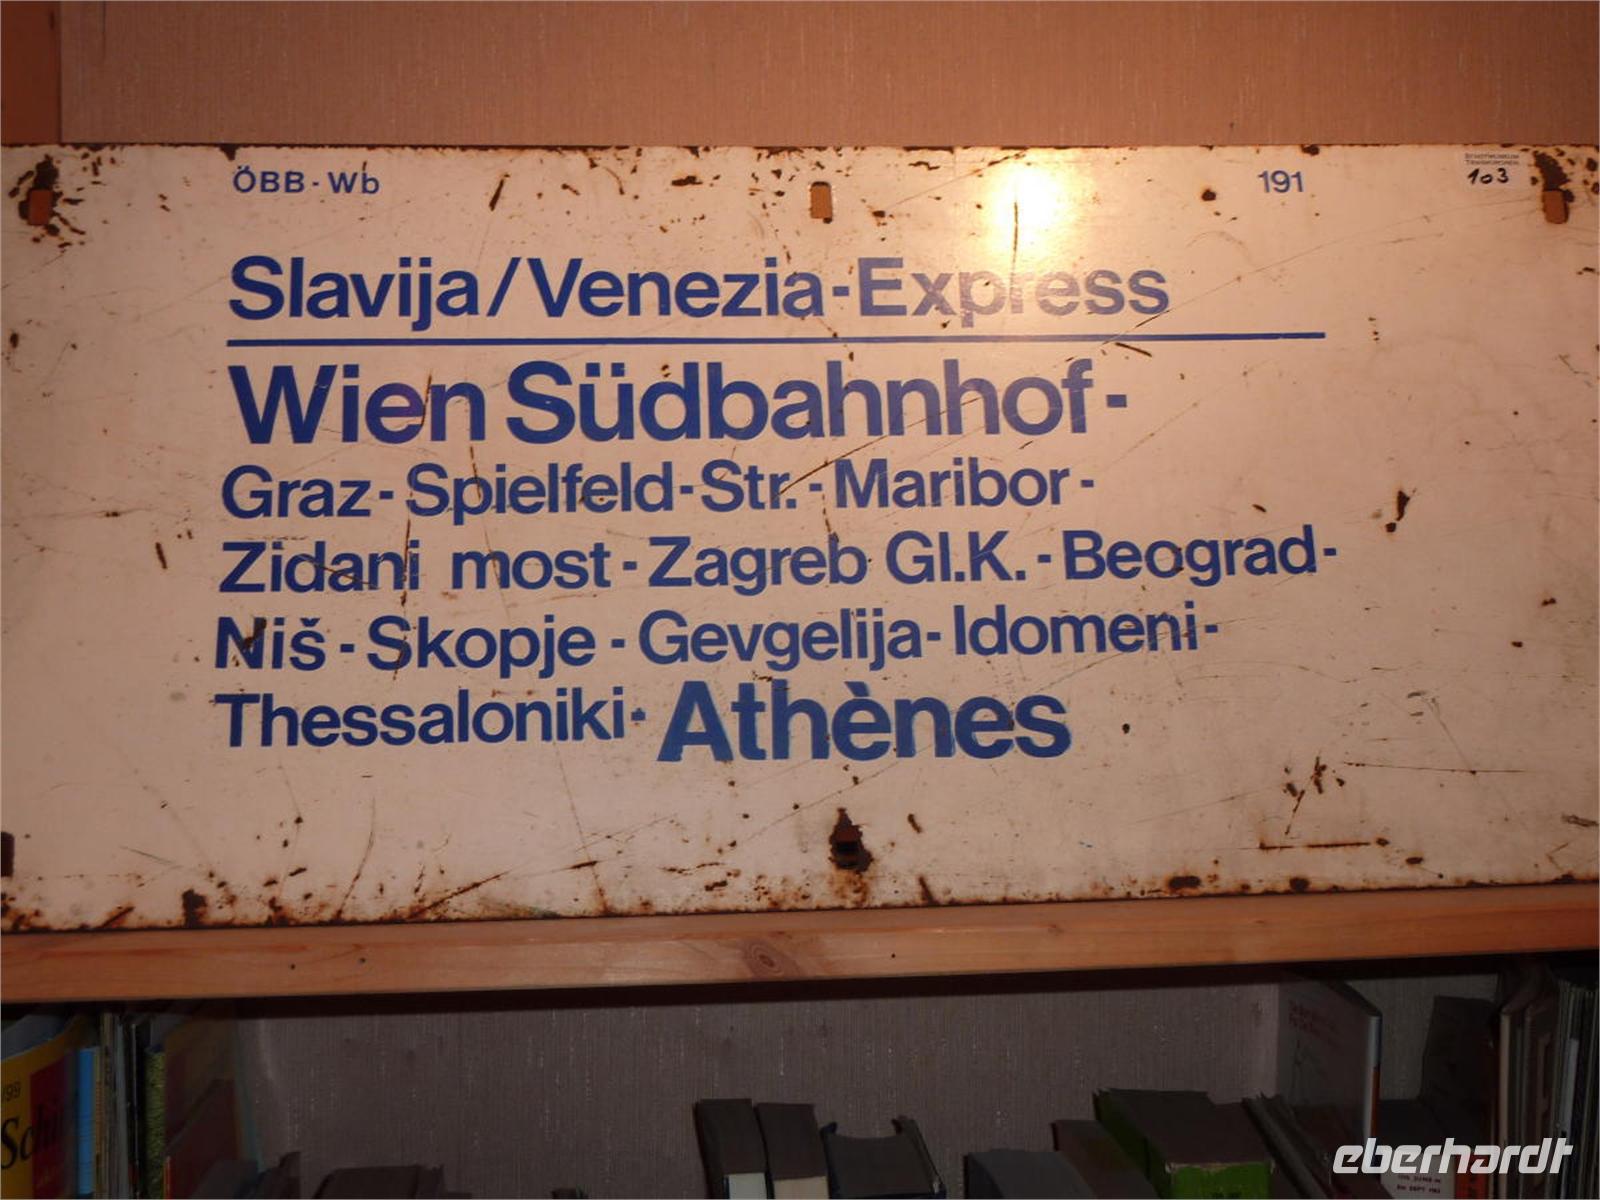 ÖBB - Wb
191
103
Slavija/Venezia-Express
Wien Südbahnhof -
Graz - Spielfeld-Str. - Maribor -
Zidani most - Zagreb Gl.K. - Beograd -
Niš - Skopje - Gevgelija - Idomeni -
Thessaloniki - Athènes
eberhardt